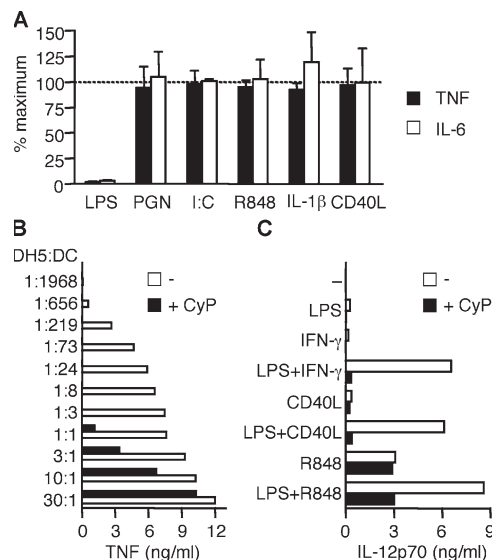 A
% maximum
150
125
100
75
50
25
0
LPS PGN I:C R848 IL-1β CD40L
TNF
IL-6
B
DH5:DC
1:1968
1:656
1:219
1:73
1:24
1:8
1:3
1:1
3:1
10:1
30:1
-
+ CyP
0 3 6 9 12
TNF (ng/ml)
C
–
LPS
IFN-γ
LPS+IFN-γ
CD40L
LPS+CD40L
R848
LPS+R848
-
+ CyP
0 3 6 9
IL-12p70 (ng/ml)